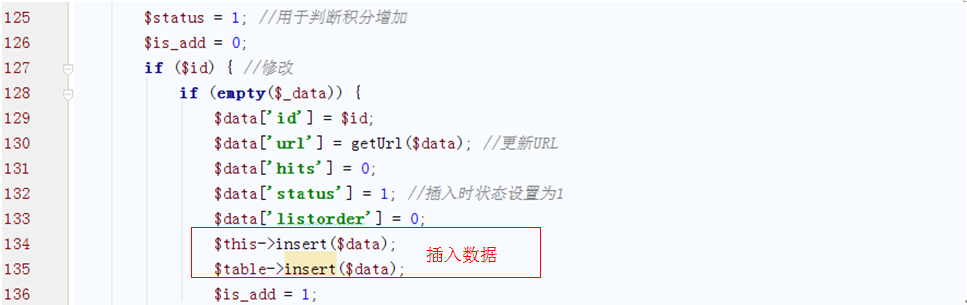 125 $status = 1; //用于判断积分增加
126 $is_add = 0;
127 if ($id) { //修改
128 if (empty($_data)) {
129 $data['id'] = $id;
130 $data['url'] = getUrl($data); //更新URL
131 $data['hits'] = 0;
132 $data['status'] = 1; //插入时状态设置为1
133 $data['listorder'] = 0;
134 $this->insert($data);
插入数据
135 $table->insert($data);
136 $is_add = 1;